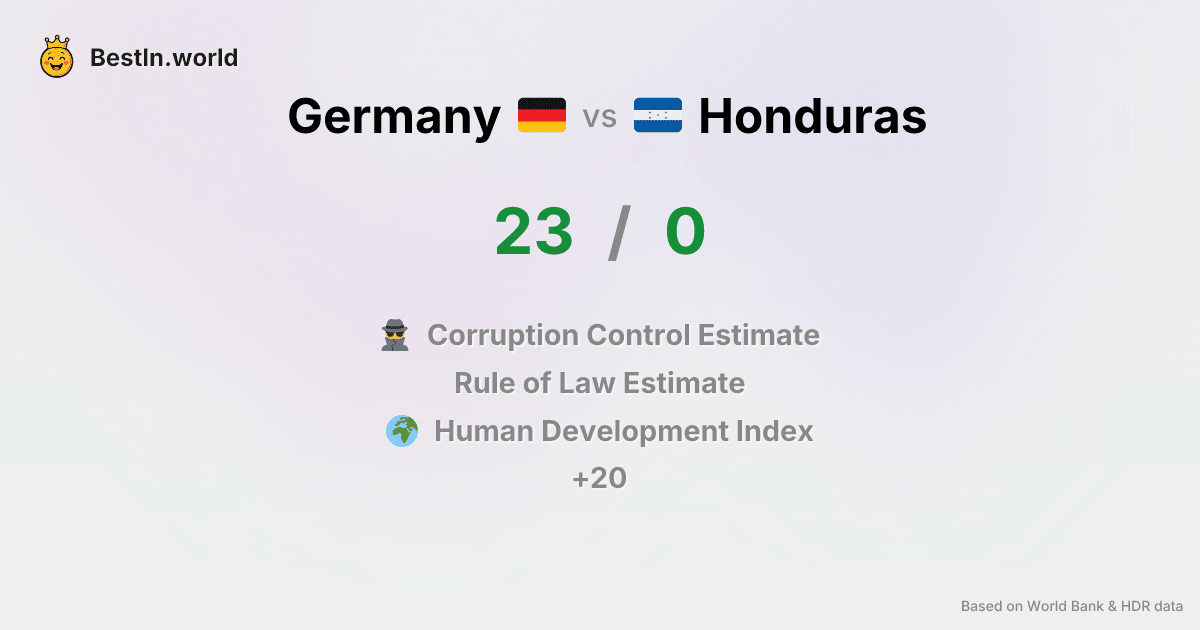 BestIn.world
Germany vs Honduras
23 / 0
Corruption Control Estimate
Rule of Law Estimate
Human Development Index
+20
Based on World Bank & HDR data